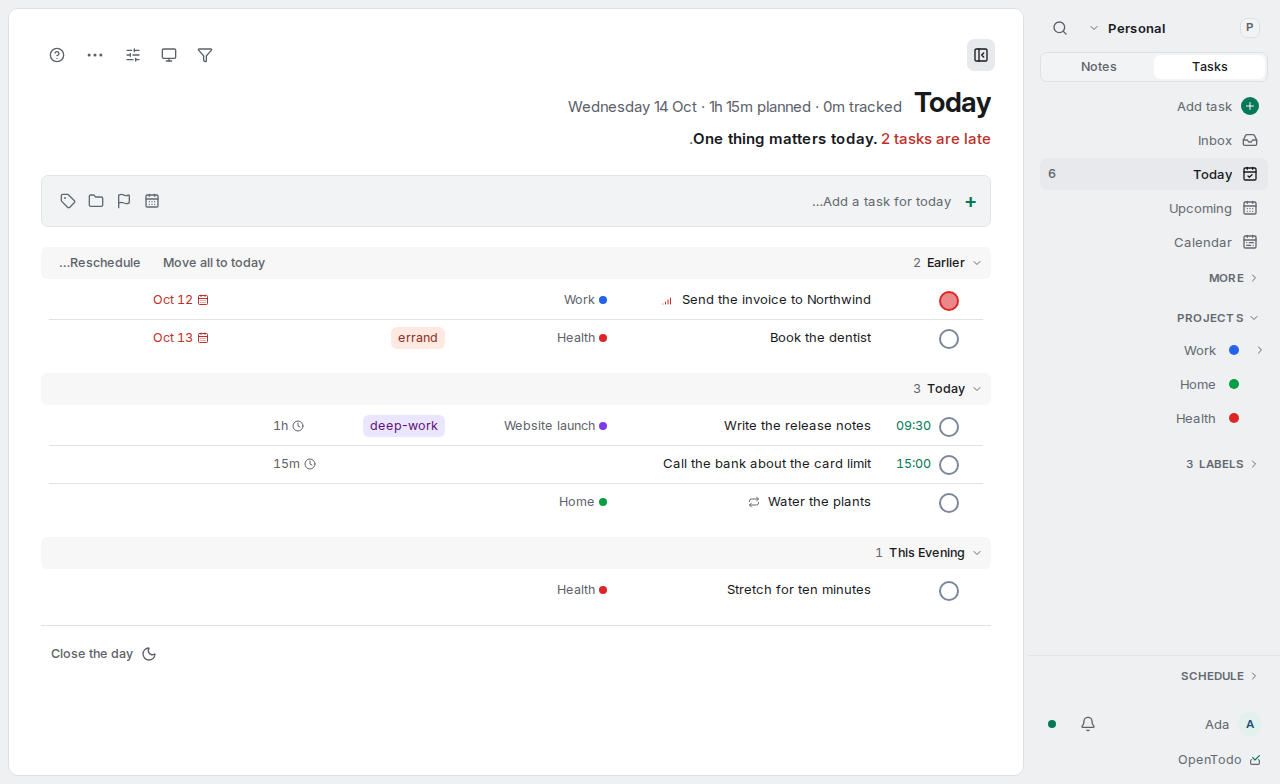 Today Wednesday 14 Oct · 1h 15m planned · 0m tracked
One thing matters today. 2 tasks are late.
Add a task for today...
Earlier 2 Move all to today Reschedule...
Send the invoice to Northwind Work Oct 12
Book the dentist Health errand Oct 13
Today 3
09:30 Write the release notes Website launch deep-work 1h
15:00 Call the bank about the card limit 15m
Water the plants Home
This Evening 1
Stretch for ten minutes Health
Close the day
P Personal
Notes Tasks
Add task
Inbox
Today 6
Upcoming
Calendar
MORE
PROJECTS
Work
Home
Health
3 LABELS
SCHEDULE
A Ada
OpenTodo